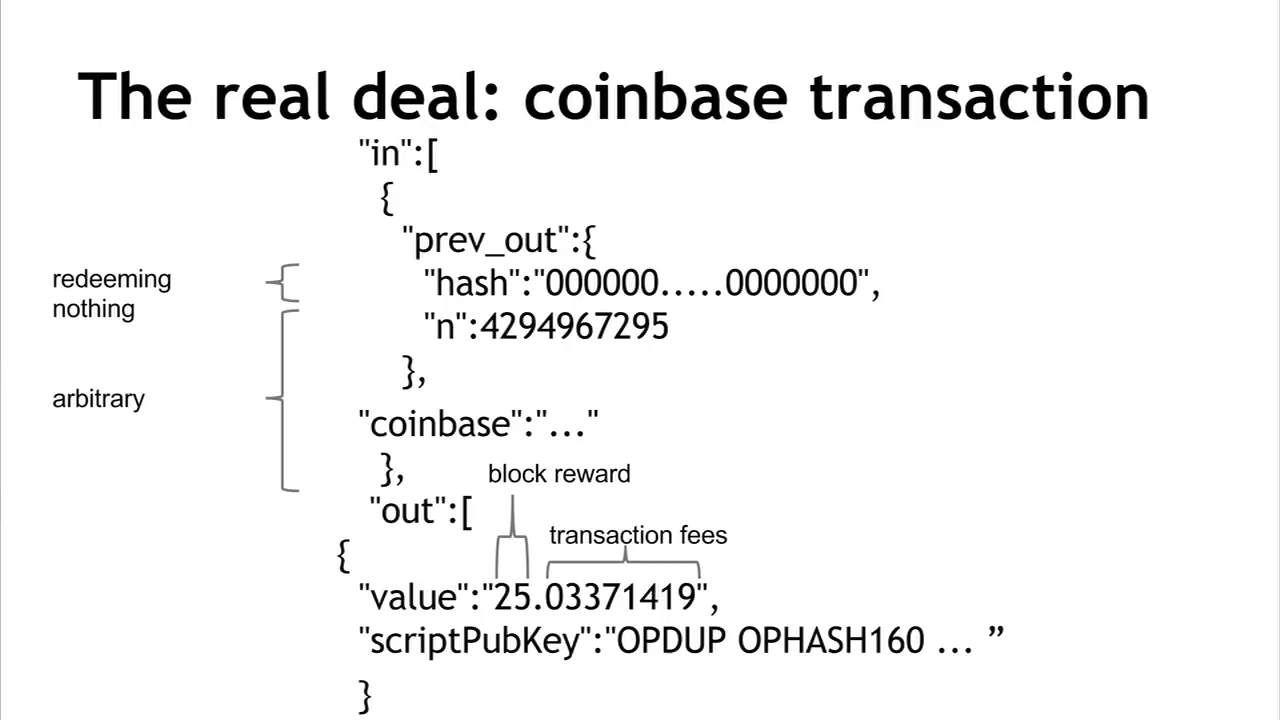 The real deal: coinbase transaction
"in":[
{
"prev_out":{
redeeming
nothing
"hash":"000000.....0000000",
"n":4294967295
},
arbitrary
"coinbase":"..."
},
block reward
"out":[
transaction fees
{
"value":"25.03371419",
"scriptPubKey":"OPDUP OPHASH160 ... ”
}